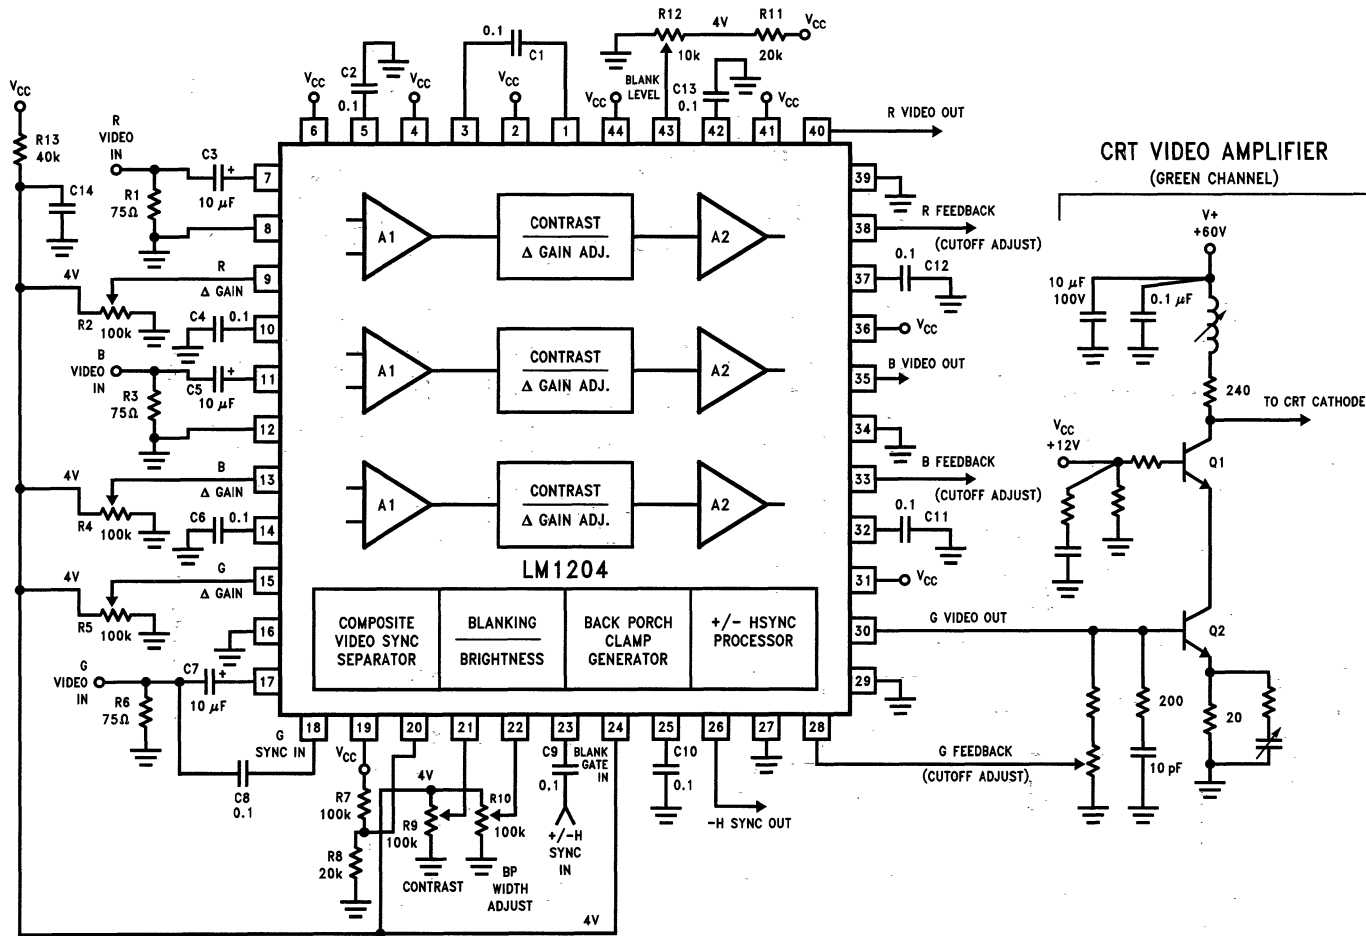 R12
4V
R11
VCC
10k
20k
BLANK
LEVEL
0.1
C1
C2
0.1
VCC
VCC
VCC
VCC
C13
0.1
VCC
6
5
4
3
2
1
44
43
42
41
40
R VIDEO OUT
VCC
R13
40k
C14
R
VIDEO
IN
R1
75Ω
C3
+
10 µF
7
8
4V
R
Δ GAIN
9
R2
100k
C4
0.1
10
B
VIDEO
IN
R3
75Ω
C5
+
10 µF
11
12
4V
B
Δ GAIN
13
R4
100k
C6
0.1
14
4V
G
Δ GAIN
15
R5
100k
16
G
VIDEO
IN
R6
75Ω
C7
+
10 µF
17
A1
CONTRAST
Δ GAIN ADJ.
A2
A1
CONTRAST
Δ GAIN ADJ.
A2
A1
CONTRAST
Δ GAIN ADJ.
A2
LM1204
COMPOSITE
VIDEO SYNC
SEPARATOR
BLANKING
BRIGHTNESS
BACK PORCH
CLAMP
GENERATOR
+/- HSYNC
PROCESSOR
39
38
R FEEDBACK
(CUTOFF ADJUST)
37
0.1
C12
36
VCC
35
B VIDEO OUT
34
33
B FEEDBACK
(CUTOFF ADJUST)
32
0.1
C11
31
VCC
30
G VIDEO OUT
29
18
19
20
21
22
23
24
25
26
27
28
G
SYNC IN
C8
0.1
VCC
R7
100k
R8
20k
4V
R9
100k
CONTRAST
R10
100k
BP
WIDTH
ADJUST
C9
0.1
+/-H
SYNC
IN
BLANK
GATE
IN
4V
C10
0.1
-H SYNC OUT
G FEEDBACK
(CUTOFF ADJUST)
CRT VIDEO AMPLIFIER
(GREEN CHANNEL)
V+
+60V
10 µF
100V
0.1 µF
240
TO CRT CATHODE
VCC
+12V
Q1
Q2
200
10 pF
20